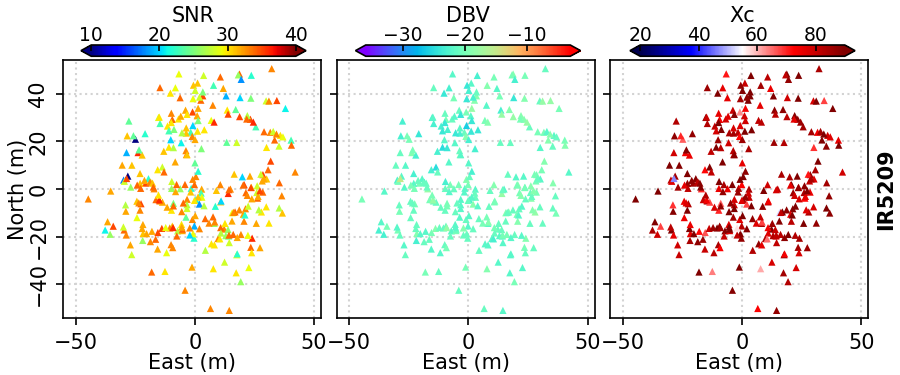 SNR DBV Xc
10 20 30 40 −30 −20 −10 20 40 60 80
40
20
0
−20
−40
North (m)
−50 0 50 −50 0 50 −50 0 50
East (m) East (m) East (m)
IR5209